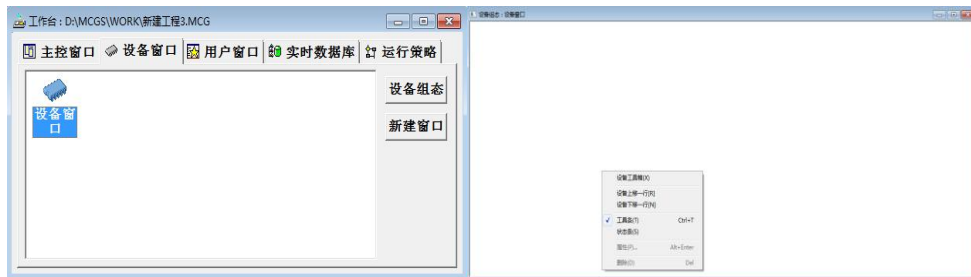 工作台 : D:\MCGS\WORK\新建工程3.MCG
主控窗口 设备窗口 用户窗口 实时数据库 运行策略
设备窗
口
设备组态
新建窗口
设备组态 : 设备窗口
设备工具箱(X)
设备上移一行(R)
设备下移一行(N)
✓ 工具条(T) Ctrl+T
状态条(S)
属性(P)... Alt+Enter
删除(D) Del